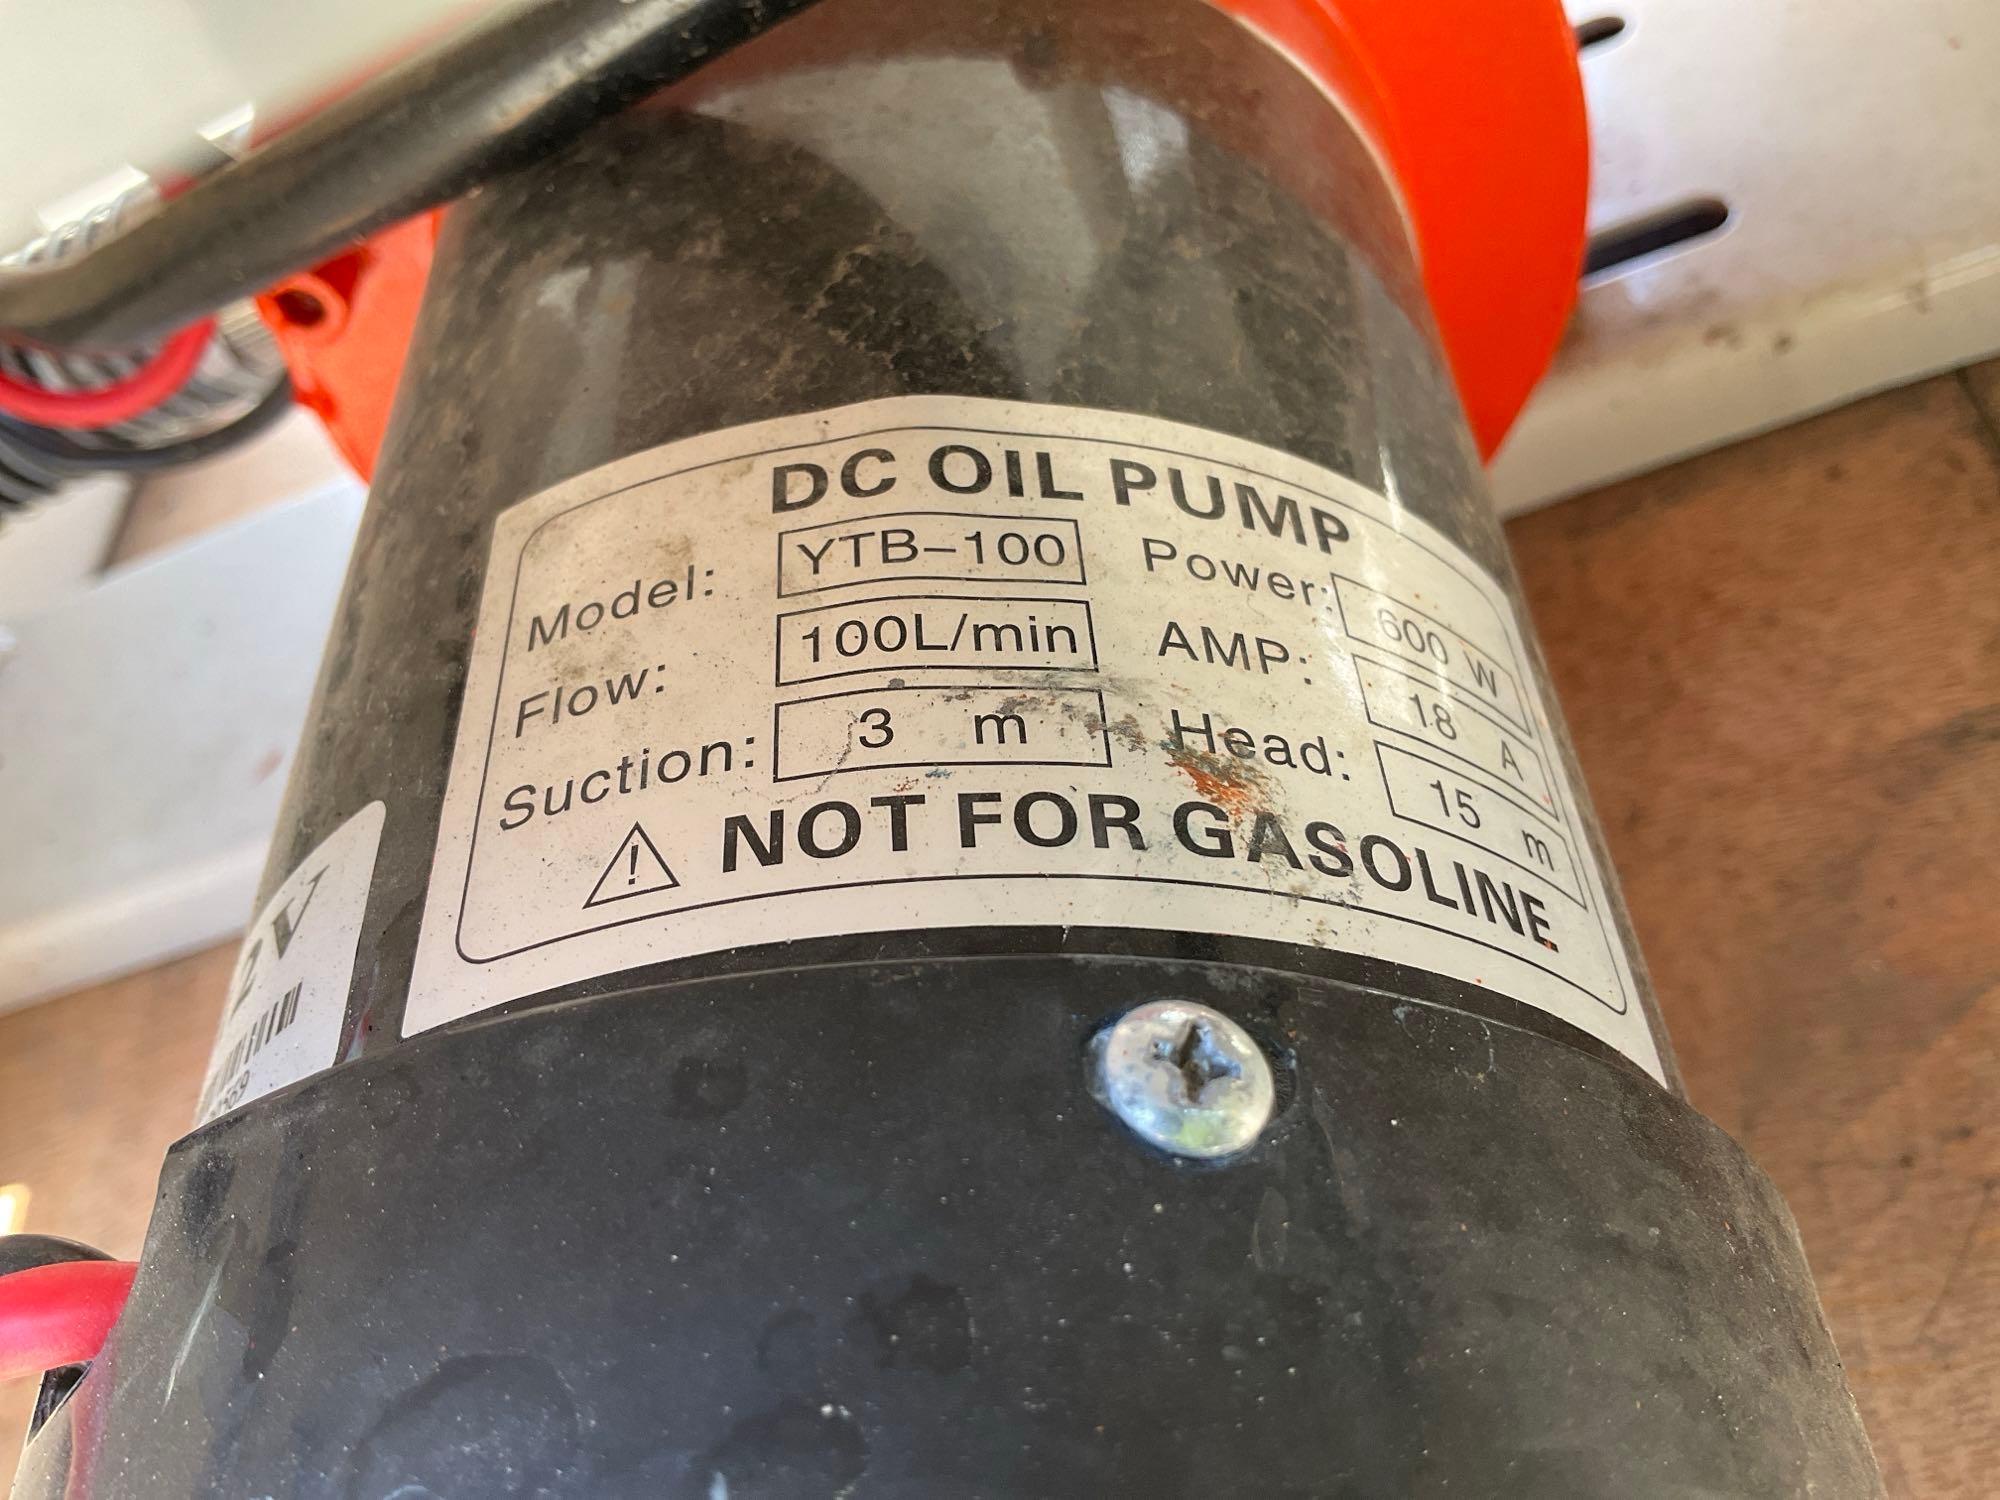 DC OIL PUMP
Model: YTB-100 Power: 600 W
Flow: 100L/min AMP: 18 A
Suction: 3 m Head: 15 m
! NOT FOR GASOLINE
2V